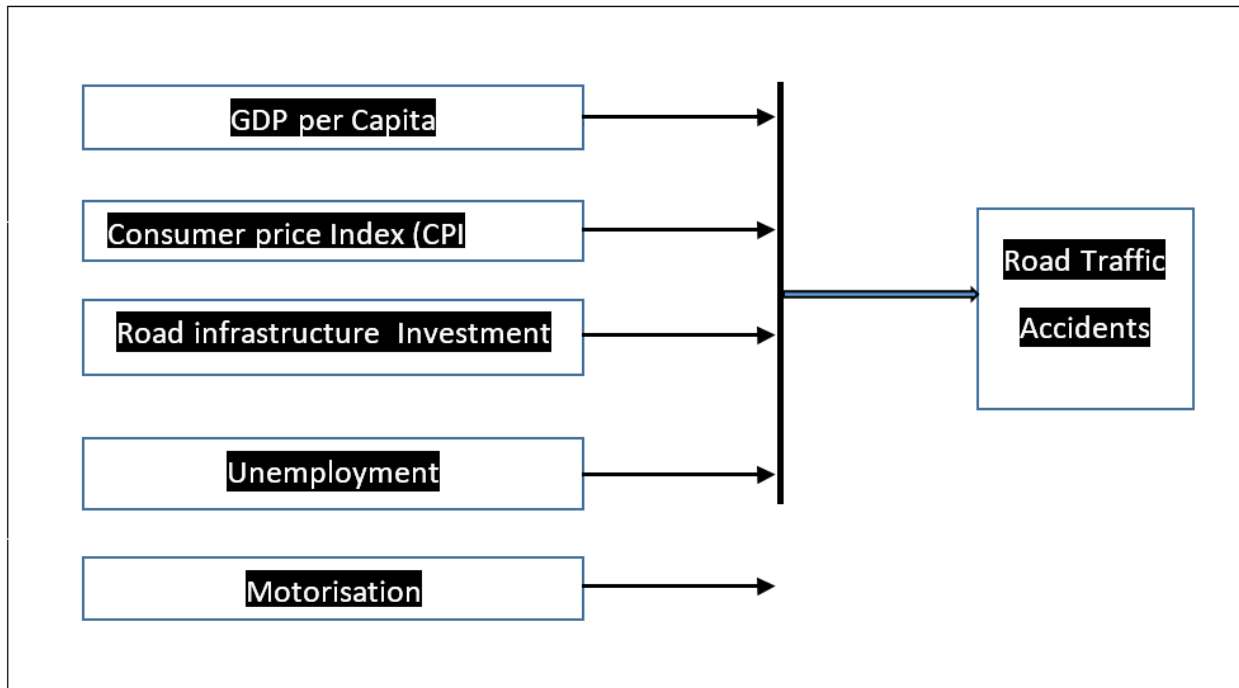 GDP per Capita
Consumer price Index (CPI
Road infrastructure Investment
Road Traffic
Accidents
Unemployment
Motorisation